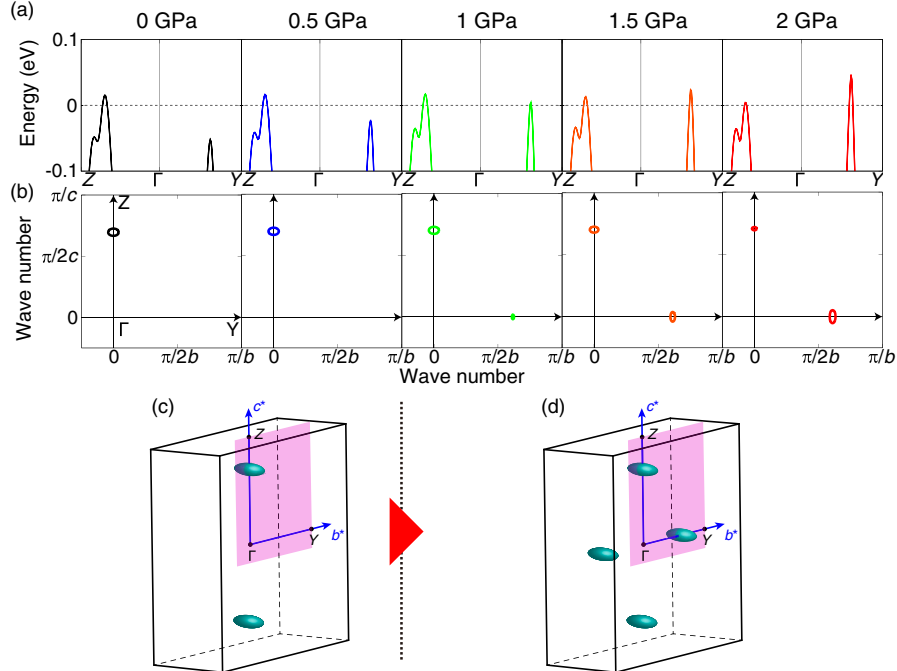 (a)
0 GPa 0.5 GPa 1 GPa 1.5 GPa 2 GPa
Energy (eV)
0.1
0
-0.1
Z Γ Y Z Γ Y Z Γ Y Z Γ Y Z Γ Y
(b)
Wave number
π/c
π/2c
0
Z
Γ Y
0 π/2b π/b 0 π/2b π/b 0 π/2b π/b 0 π/2b π/b 0 π/2b π/b
Wave number
(c)
c*
Z
Γ
Y
b*
(d)
c*
Z
Γ
Y
b*